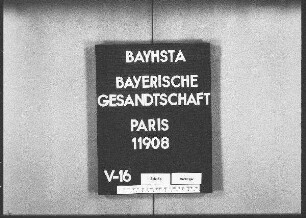 BAYHSTA
BAYERISCHE
GESANDTSCHAFT
PARIS
11908
V-16